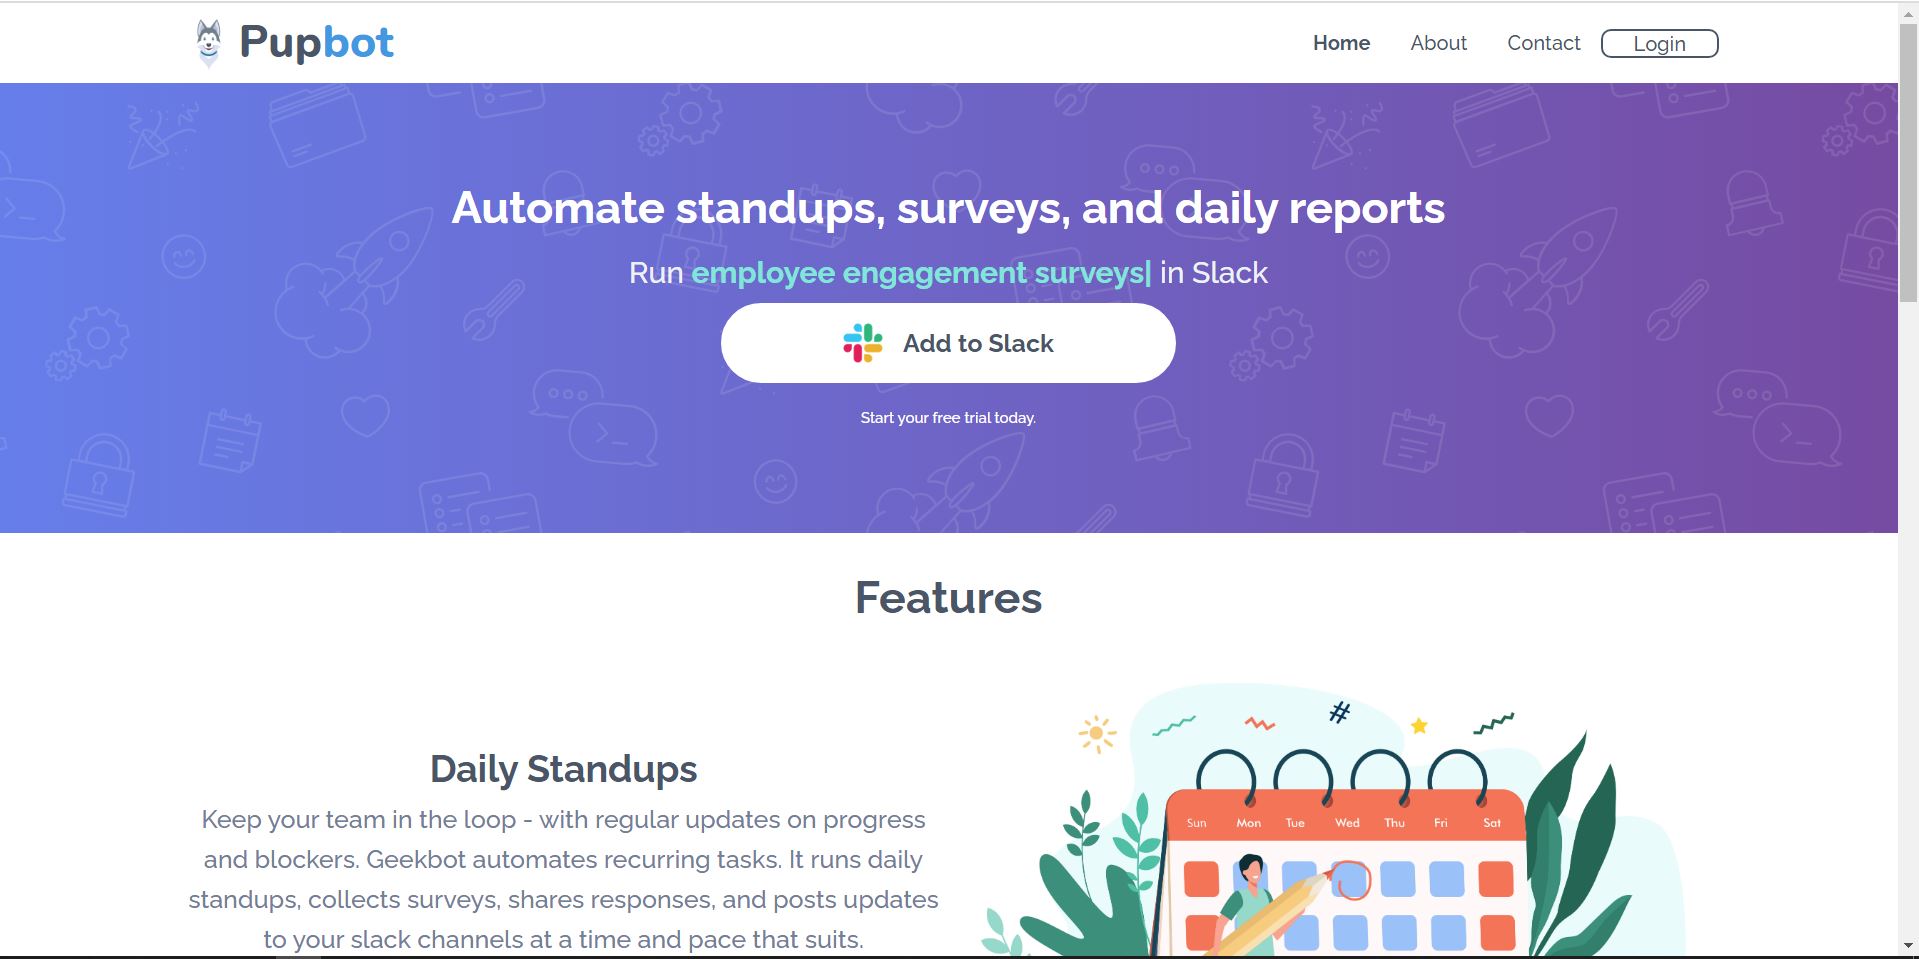 Pupbot
Home About Contact Login
Automate standups, surveys, and daily reports
Run employee engagement surveys| in Slack
Add to Slack
Start your free trial today.
Features
Daily Standups
Keep your team in the loop - with regular updates on progress
and blockers. Geekbot automates recurring tasks. It runs daily
standups, collects surveys, shares responses, and posts updates
to your slack channels at a time and pace that suits.
#
Sun Mon Tue Wed Thu Fri Sat